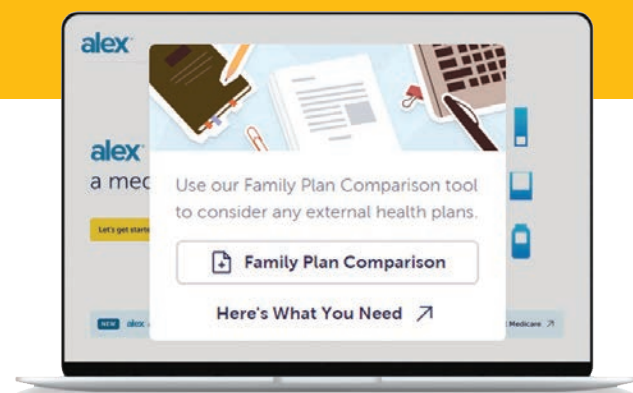 alex
alex
a med
Use our Family Plan Comparison tool
to consider any external health plans.
Let's get starte
Family Plan Comparison
Here's What You Need
NEW alex
Medicare